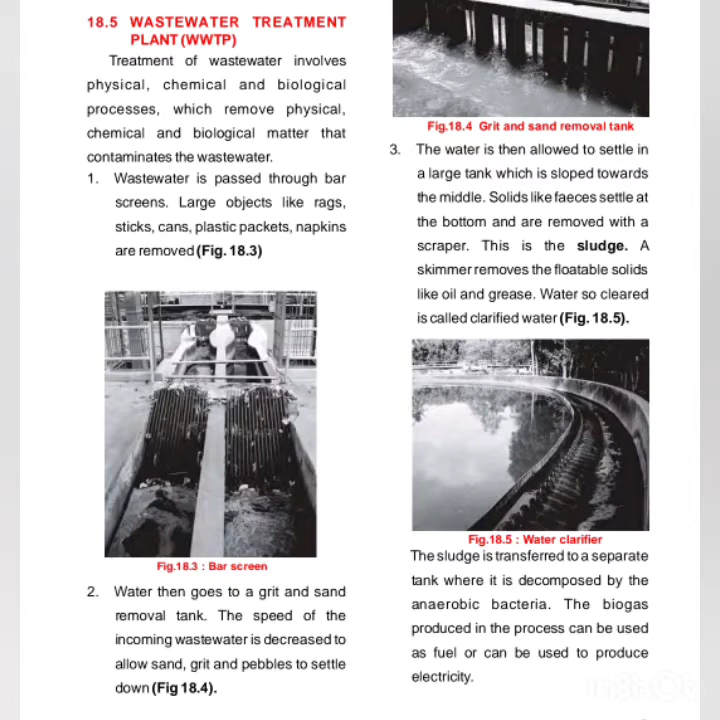 18.5 WASTEWATER TREATMENT
PLANT (WWTP)
Treatment of wastewater involves
physical, chemical and biological
processes, which remove physical,
chemical and biological matter that
contaminates the wastewater.
1. Wastewater is passed through bar
screens. Large objects like rags,
sticks, cans, plastic packets, napkins
are removed (Fig. 18.3)
Fig.18.3 : Bar screen
2. Water then goes to a grit and sand
removal tank. The speed of the
incoming wastewater is decreased to
allow sand, grit and pebbles to settle
down (Fig 18.4).
Fig.18.4 Grit and sand removal tank
3. The water is then allowed to settle in
a large tank which is sloped towards
the middle. Solids like faeces settle at
the bottom and are removed with a
scraper. This is the sludge. A
skimmer removes the floatable solids
like oil and grease. Water so cleared
is called clarified water (Fig. 18.5).
Fig.18.5 : Water clarifier
The sludge is transferred to a separate
tank where it is decomposed by the
anaerobic bacteria. The biogas
produced in the process can be used
as fuel or can be used to produce
electricity.